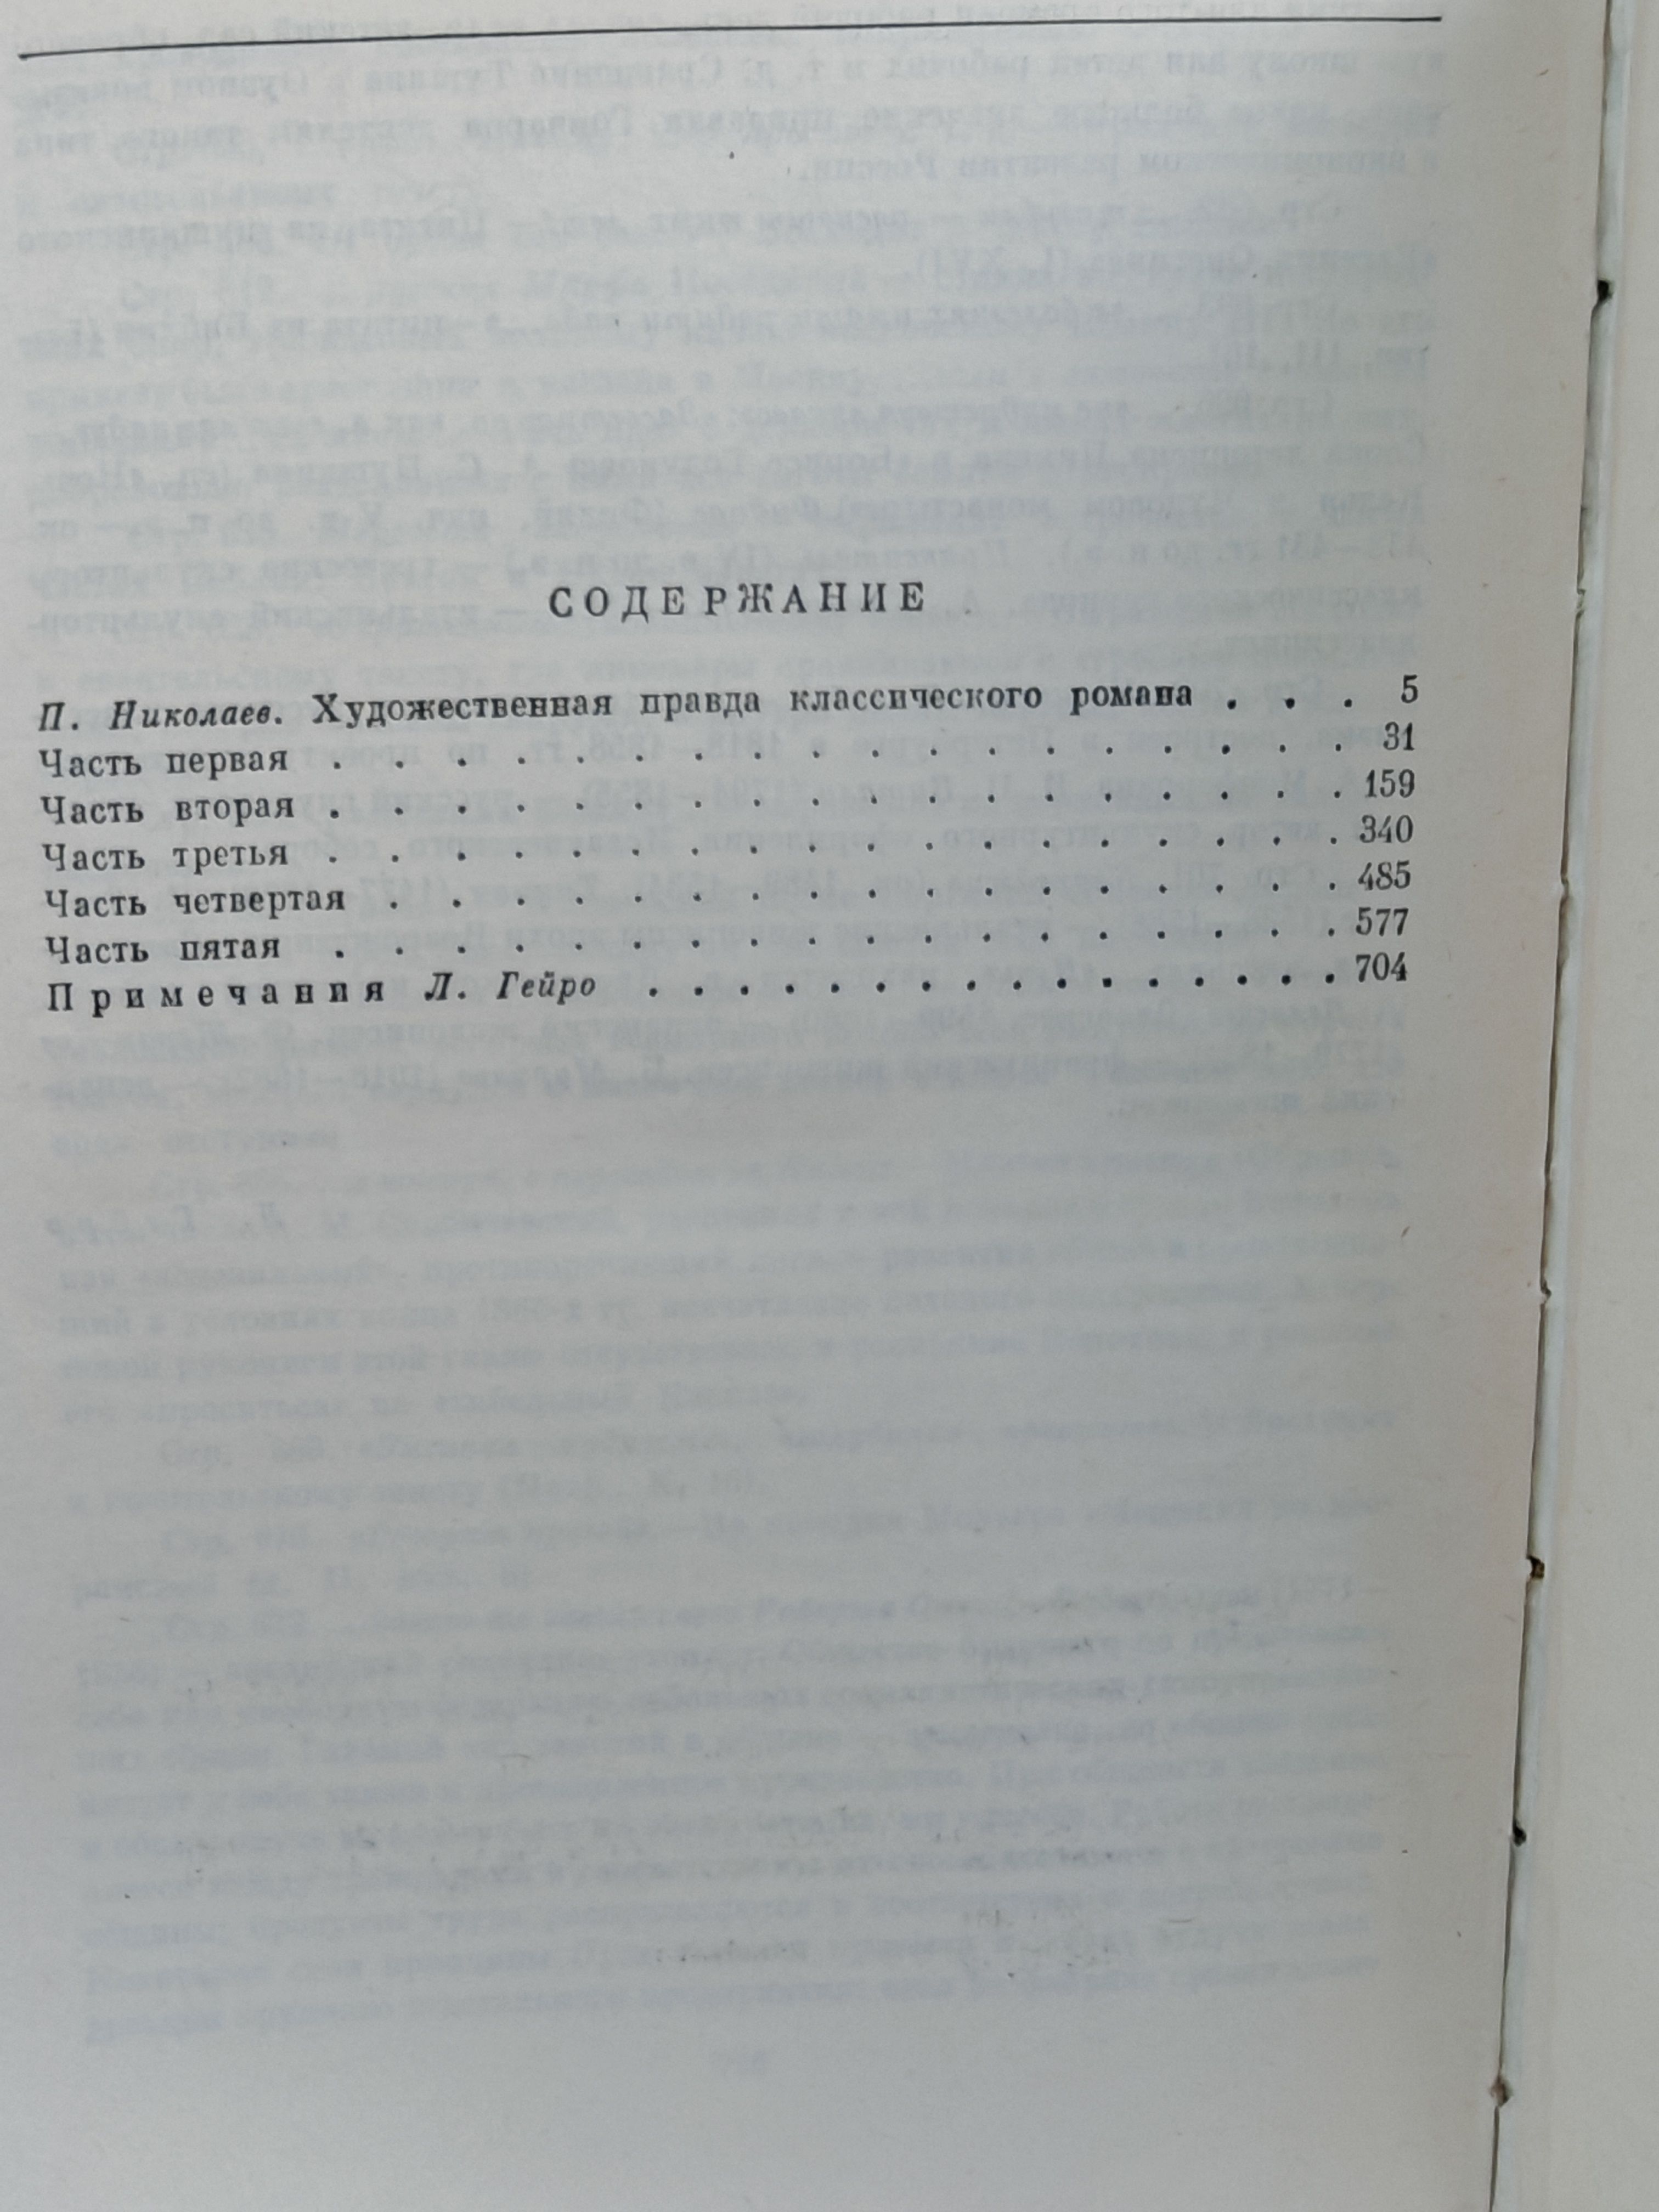 СОДЕРЖАНИЕ
П. Николаев. Художественная правда классического романа . . . 5
Часть первая . . . . . . . . . . . . . . . . . . 31
Часть вторая . . . . . . . . . . . . . . . . . . 159
Часть третья . . . . . . . . . . . . . . . . . . 340
Часть четвертая . . . . . . . . . . . . . . . . . 485
Часть пятая . . . . . . . . . . . . . . . . . . 577
Примечания Л. Гейро . . . . . . . . . . . . . . . . 704